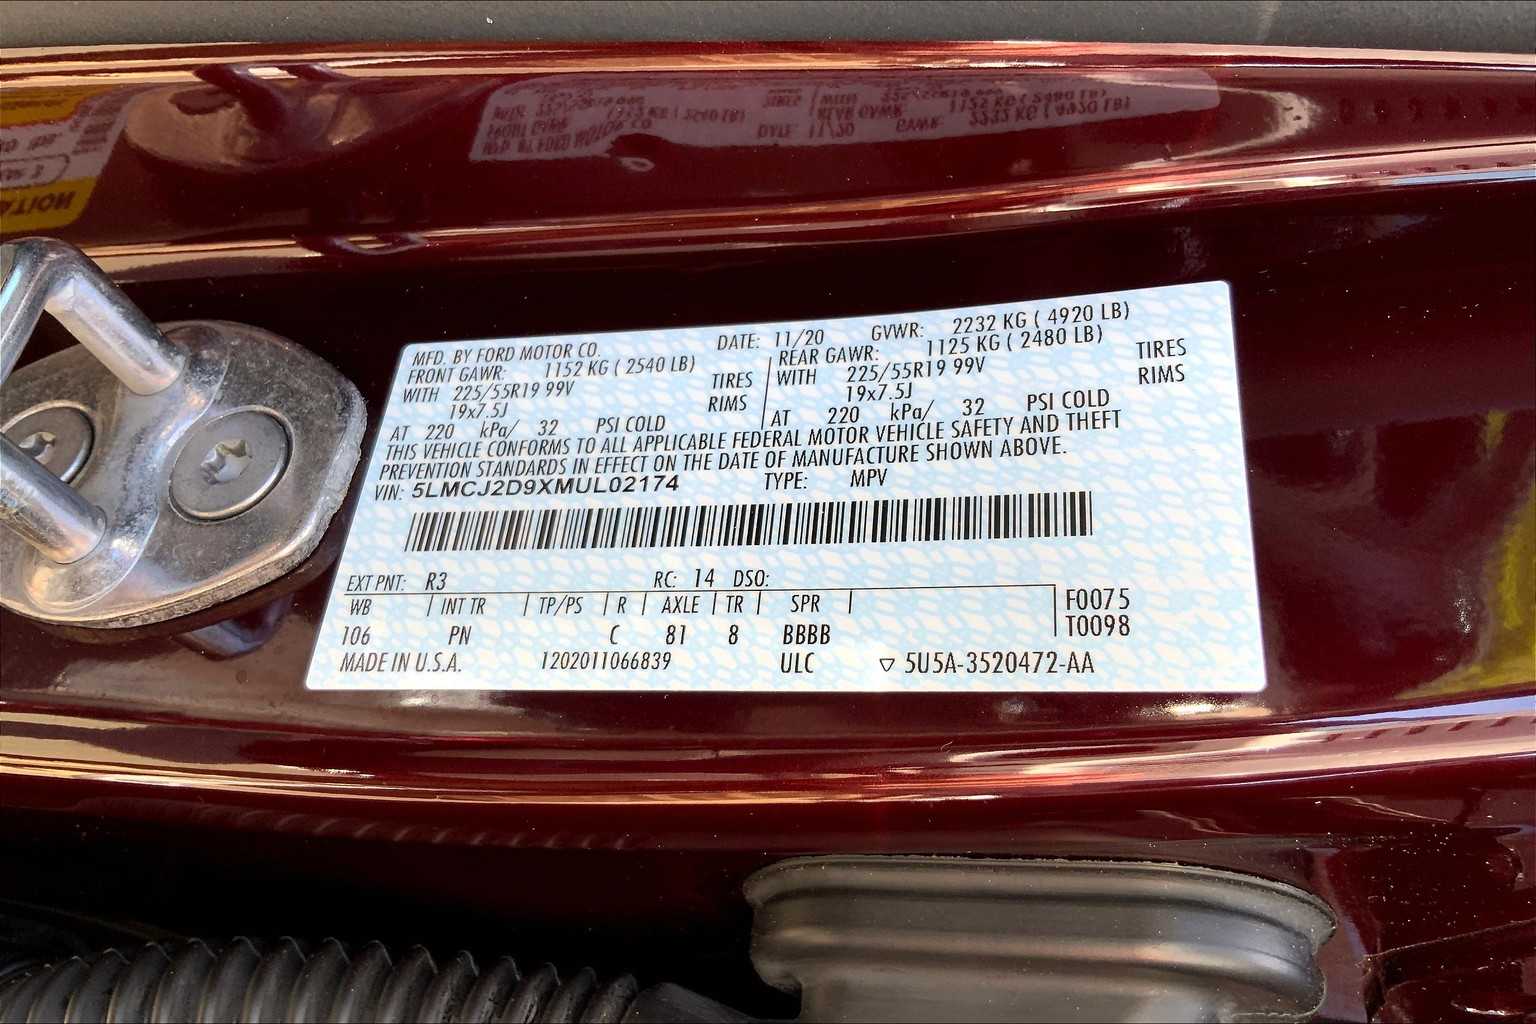 MFD. BY FORD MOTOR CO. DATE: 11/20 GVWR: 2232 KG ( 4920 LB)
FRONT GAWR: 1152 KG ( 2540 LB) REAR GAWR: 1125 KG ( 2480 LB)
WITH 225/55R19 99V TIRES WITH 225/55R19 99V TIRES
19x7.5J RIMS 19x7.5J RIMS
AT 220 kPa/ 32 PSI COLD AT 220 kPa/ 32 PSI COLD
THIS VEHICLE CONFORMS TO ALL APPLICABLE FEDERAL MOTOR VEHICLE SAFETY AND THEFT
PREVENTION STANDARDS IN EFFECT ON THE DATE OF MANUFACTURE SHOWN ABOVE.
VIN: 5LMCJ2D9XMUL02174 TYPE: MPV
EXT PNT: R3 RC: 14 DSO:
WB INT TR TP/PS R AXLE TR SPR F0075
106 PN C 81 8 BBBB T0098
MADE IN U.S.A. 1202011066839 ULC ▽ 5U5A-3520472-AA